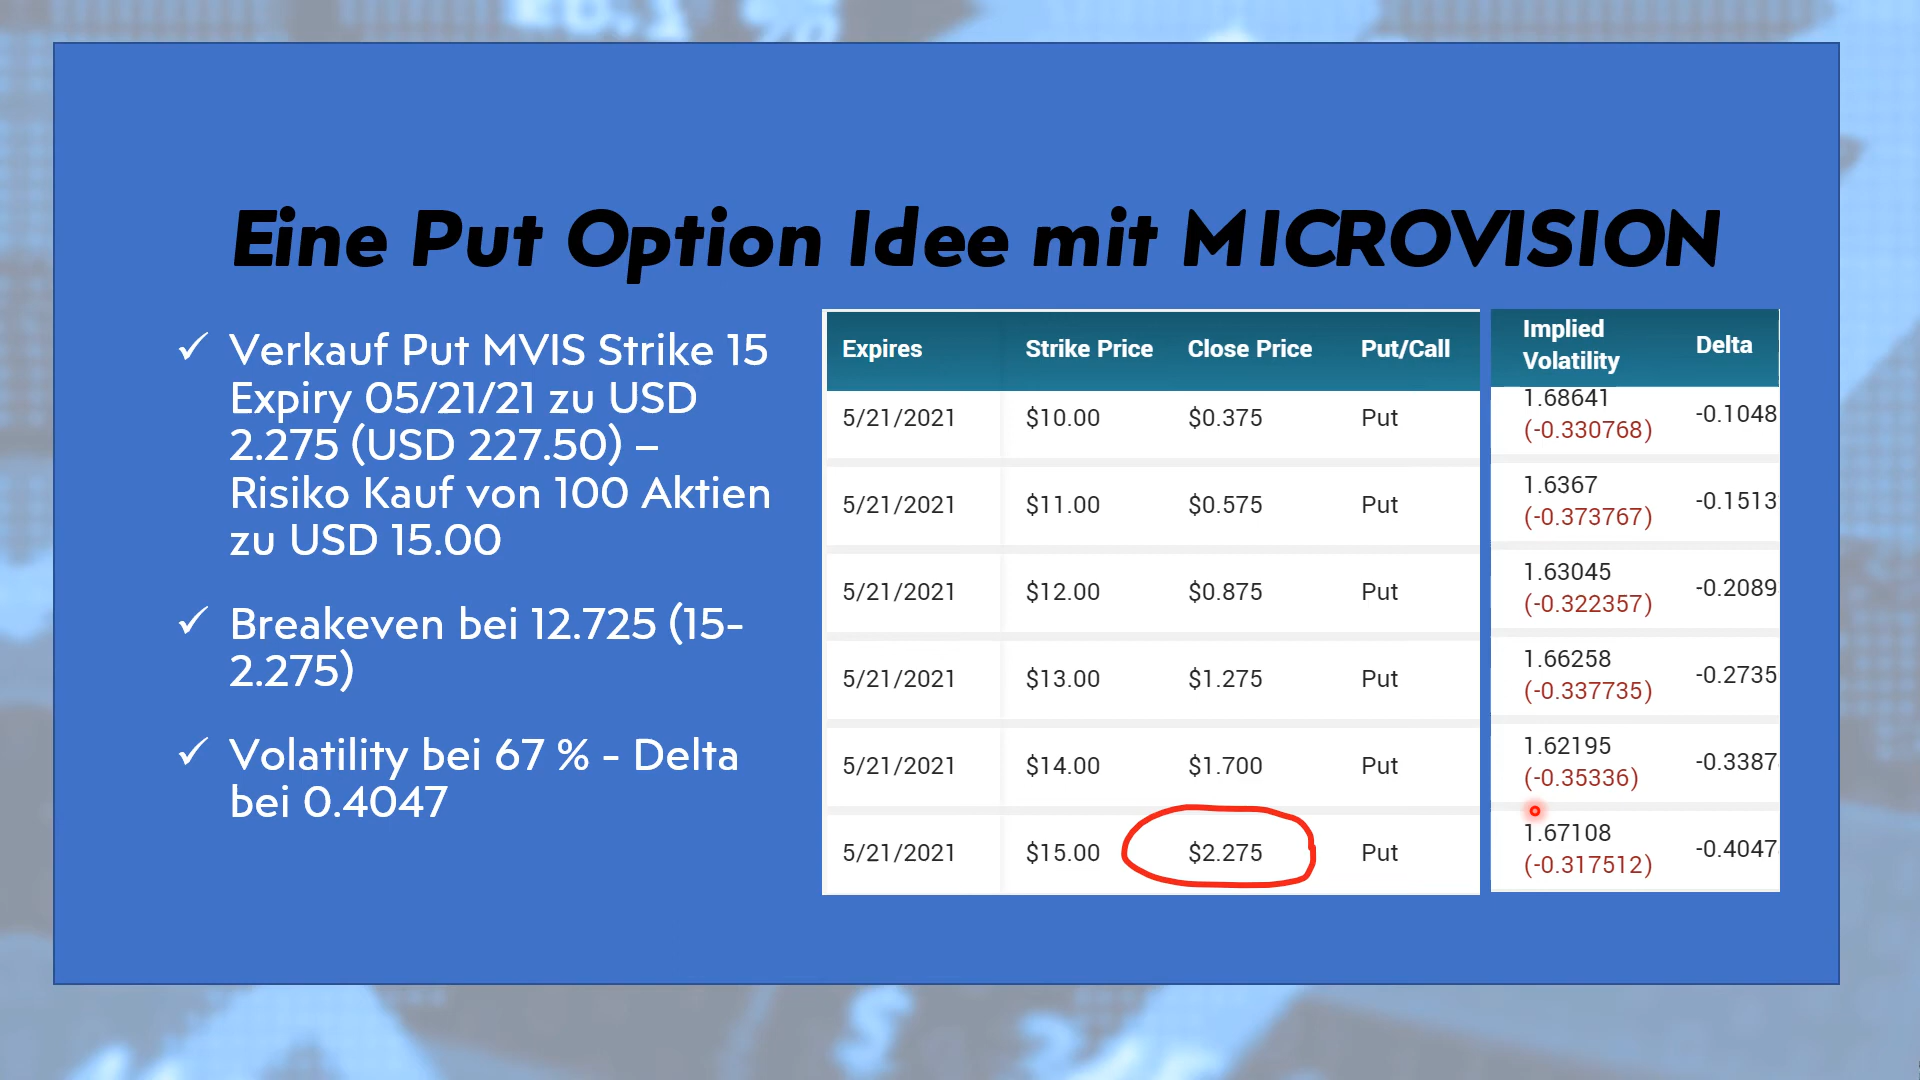 Eine Put Option Idee mit MICROVISION
✓ Verkauf Put MVIS Strike 15
Expiry 05/21/21 zu USD
2.275 (USD 227.50) –
Risiko Kauf von 100 Aktien
zu USD 15.00
✓ Breakeven bei 12.725 (15-
2.275)
✓ Volatility bei 67 % - Delta
bei 0.4047
Expires Strike Price Close Price Put/Call Implied Volatility Delta
5/21/2021 $10.00 $0.375 Put 1.68641 (-0.330768) -0.1048
5/21/2021 $11.00 $0.575 Put 1.6367 (-0.373767) -0.1513
5/21/2021 $12.00 $0.875 Put 1.63045 (-0.322357) -0.2089
5/21/2021 $13.00 $1.275 Put 1.66258 (-0.337735) -0.2735
5/21/2021 $14.00 $1.700 Put 1.62195 (-0.35336) -0.3387
5/21/2021 $15.00 $2.275 Put 1.67108 (-0.317512) -0.4047